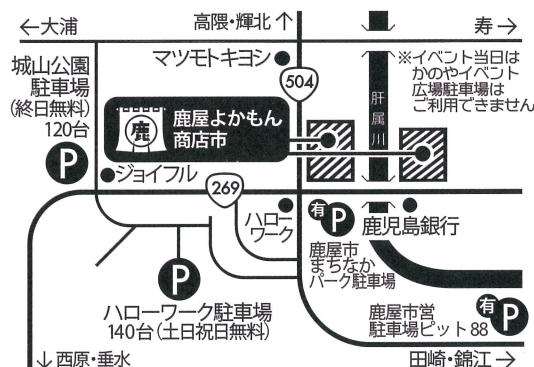 ←大浦
高隈・輝北↑
寿→
城山公園
駐車場
(終日無料)
120台
P
マツモトキヨシ
504
※イベント当日は
かのやイベント
広場駐車場は
ご利用できません
肝属川
鹿
鹿屋よかもん
商店市
ジョイフル
269
ハロー
ワーク
有P
鹿児島銀行
鹿屋市
まちなか
パーク駐車場
P
ハローワーク駐車場
140台(土日祝日無料)
有P
鹿屋市営
駐車場ピット88
↓西原・垂水
田崎・錦江→